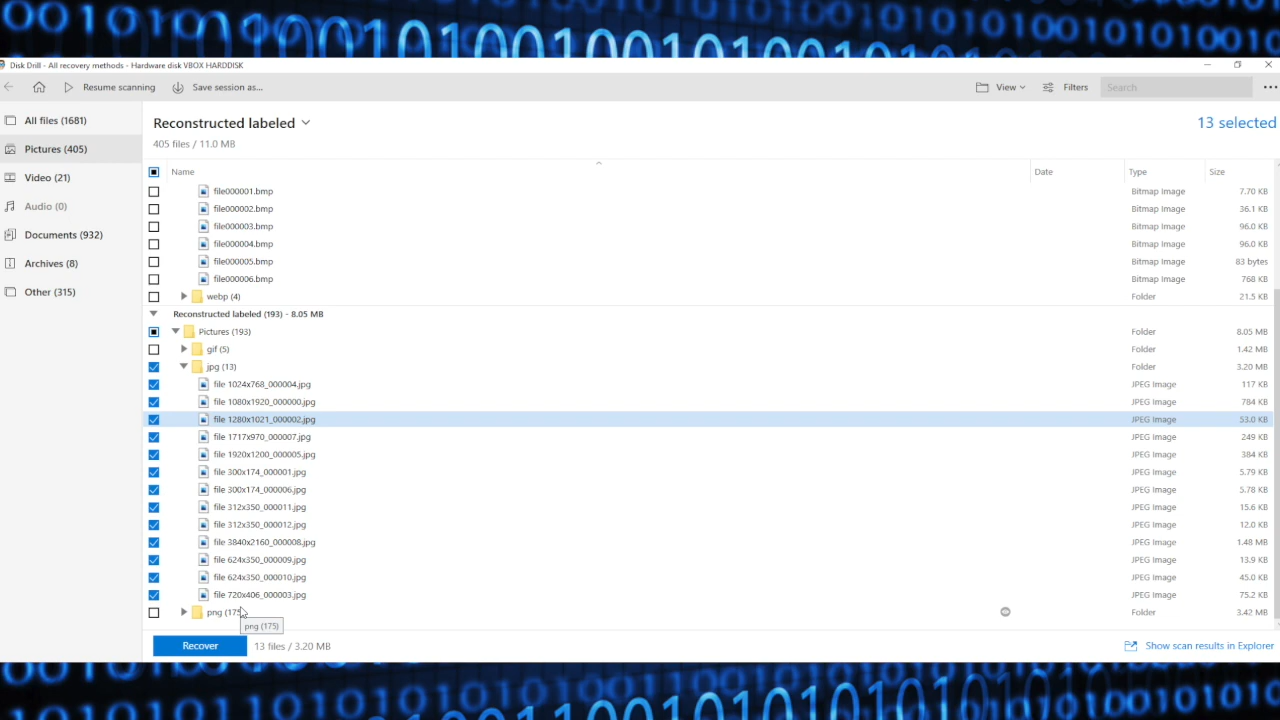 Disk Drill - All recovery methods - Hardware disk VBOX HARDDISK
Resume scanning Save session as... View Filters Search
All files (1681)
Pictures (405)
Video (21)
Audio (0)
Documents (932)
Archives (8)
Other (315)
Reconstructed labeled 13 selected
405 files / 11.0 MB
Name Date Type Size
file000001.bmp Bitmap Image 7.70 KB
file000002.bmp Bitmap Image 36.1 KB
file000003.bmp Bitmap Image 96.0 KB
file000004.bmp Bitmap Image 96.0 KB
file000005.bmp Bitmap Image 83 bytes
file000006.bmp Bitmap Image 768 KB
webp (4) Folder 21.5 KB
Reconstructed labeled (193) - 8.05 MB
Pictures (193) Folder 8.05 MB
gif (5) Folder 1.42 MB
jpg (13) Folder 3.20 MB
file 1024x768_000004.jpg JPEG Image 117 KB
file 1080x1920_000000.jpg JPEG Image 784 KB
file 1280x1021_000002.jpg JPEG Image 53.0 KB
file 1717x970_000007.jpg JPEG Image 249 KB
file 1920x1200_000005.jpg JPEG Image 384 KB
file 300x174_000001.jpg JPEG Image 5.79 KB
file 300x174_000006.jpg JPEG Image 5.78 KB
file 312x350_000011.jpg JPEG Image 15.6 KB
file 312x350_000012.jpg JPEG Image 12.0 KB
file 3840x2160_000008.jpg JPEG Image 1.48 MB
file 624x350_000009.jpg JPEG Image 13.9 KB
file 624x350_000010.jpg JPEG Image 45.0 KB
file 720x406_000003.jpg JPEG Image 75.2 KB
png (175) Folder 3.42 MB
png (175)
Recover 13 files / 3.20 MB Show scan results in Explorer